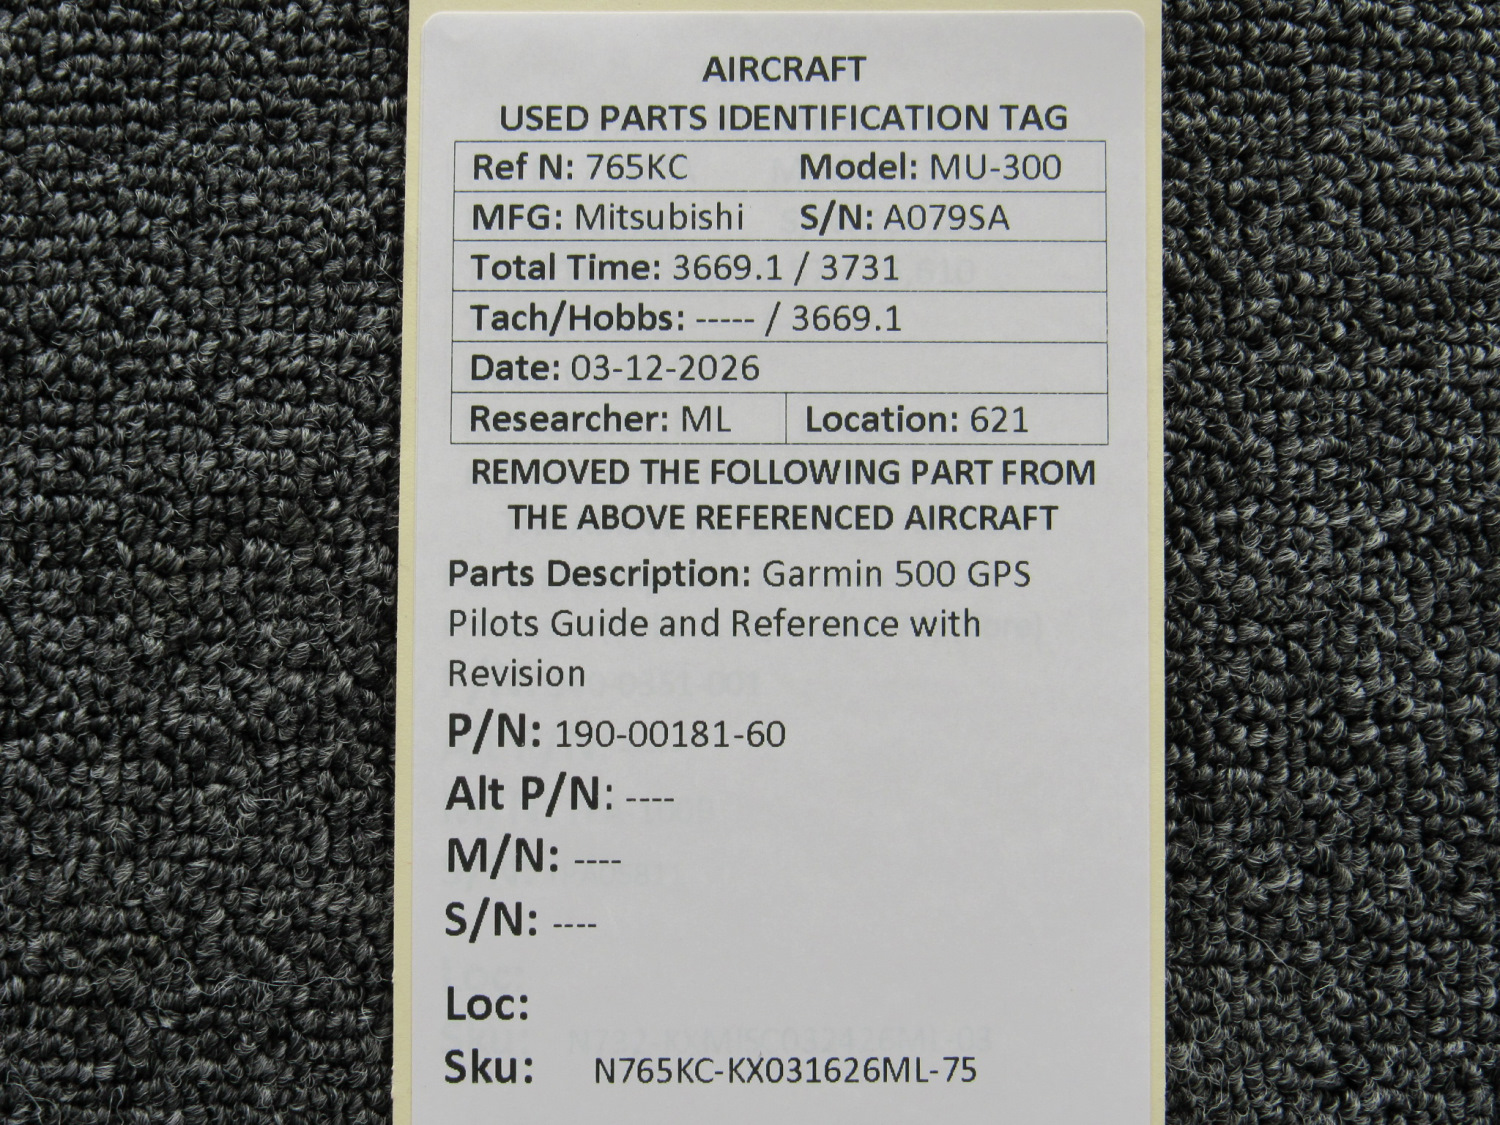 AIRCRAFT
USED PARTS IDENTIFICATION TAG
Ref N: 765KC Model: MU-300
MFG: Mitsubishi S/N: A079SA
Total Time: 3669.1 / 3731
Tach/Hobbs: ----- / 3669.1
Date: 03-12-2026
Researcher: ML Location: 621
REMOVED THE FOLLOWING PART FROM
THE ABOVE REFERENCED AIRCRAFT
Parts Description: Garmin 500 GPS
Pilots Guide and Reference with
Revision
P/N: 190-00181-60
Alt P/N: ----
M/N: ----
S/N: ----
Loc:
Sku: N765KC-KX031626ML-75